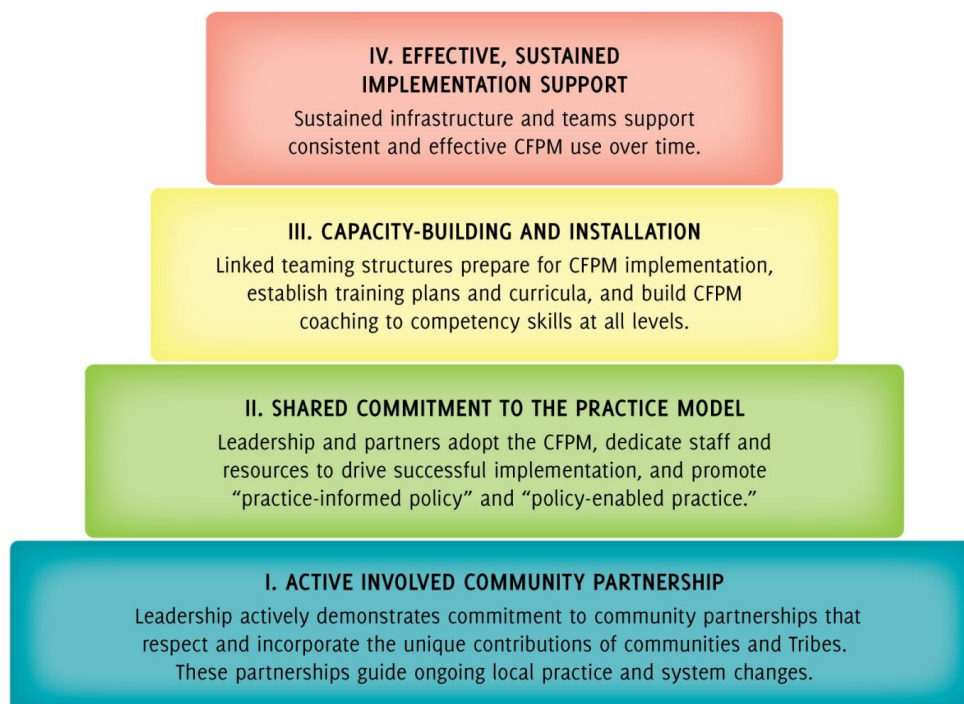 IV. EFFECTIVE, SUSTAINED
IMPLEMENTATION SUPPORT
Sustained infrastructure and teams support
consistent and effective CFPM use over time.
III. CAPACITY-BUILDING AND INSTALLATION
Linked teaming structures prepare for CFPM implementation,
establish training plans and curricula, and build CFPM
coaching to competency skills at all levels.
II. SHARED COMMITMENT TO THE PRACTICE MODEL
Leadership and partners adopt the CFPM, dedicate staff and
resources to drive successful implementation, and promote
“practice-informed policy” and “policy-enabled practice.”
I. ACTIVE INVOLVED COMMUNITY PARTNERSHIP
Leadership actively demonstrates commitment to community partnerships that
respect and incorporate the unique contributions of communities and Tribes.
These partnerships guide ongoing local practice and system changes.